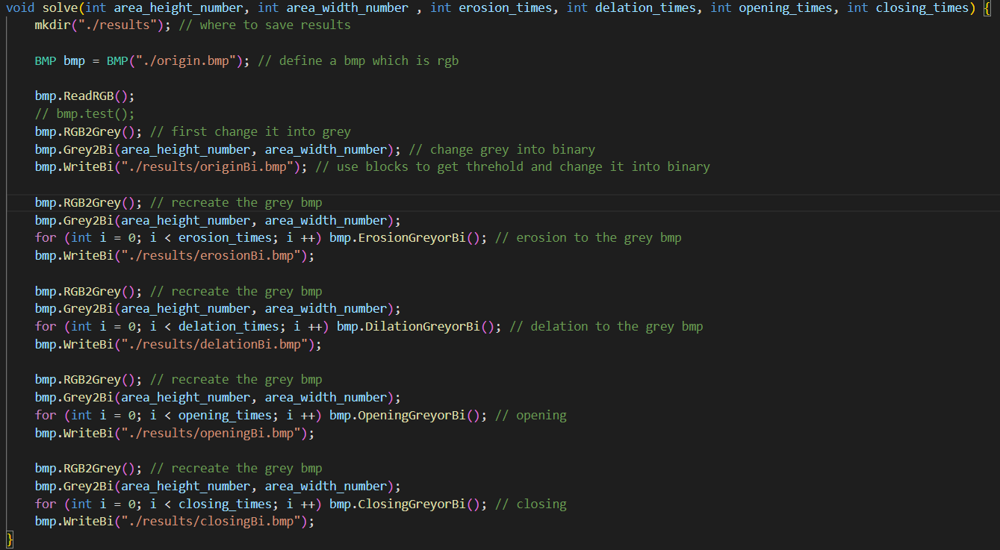 void solve(int area_height_number, int area_width_number , int erosion_times, int delation_times, int opening_times, int closing_times) {
    mkdir("./results"); // where to save results

    BMP bmp = BMP("./origin.bmp"); // define a bmp which is rgb

    bmp.ReadRGB();
    // bmp.test();
    bmp.RGB2Grey(); // first change it into grey
    bmp.Grey2Bi(area_height_number, area_width_number); // change grey into binary
    bmp.WriteBi("./results/originBi.bmp"); // use blocks to get threhold and change it into binary

    bmp.RGB2Grey(); // recreate the grey bmp
    bmp.Grey2Bi(area_height_number, area_width_number);
    for (int i = 0; i < erosion_times; i ++) bmp.ErosionGreyorBi(); // erosion to the grey bmp
    bmp.WriteBi("./results/erosionBi.bmp");

    bmp.RGB2Grey(); // recreate the grey bmp
    bmp.Grey2Bi(area_height_number, area_width_number);
    for (int i = 0; i < delation_times; i ++) bmp.DilationGreyorBi(); // delation to the grey bmp
    bmp.WriteBi("./results/delationBi.bmp");

    bmp.RGB2Grey(); // recreate the grey bmp
    bmp.Grey2Bi(area_height_number, area_width_number);
    for (int i = 0; i < opening_times; i ++) bmp.OpeningGreyorBi(); // opening
    bmp.WriteBi("./results/openingBi.bmp");

    bmp.RGB2Grey(); // recreate the grey bmp
    bmp.Grey2Bi(area_height_number, area_width_number);
    for (int i = 0; i < closing_times; i ++) bmp.ClosingGreyorBi(); // closing
    bmp.WriteBi("./results/closingBi.bmp");
}